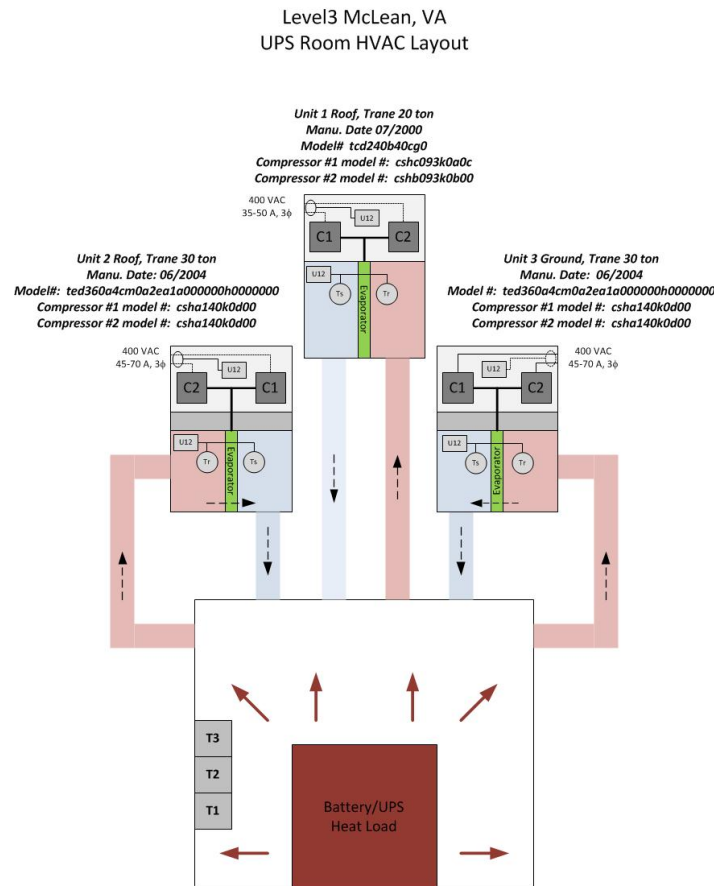 Level3 McLean, VA
UPS Room HVAC Layout
Unit 1 Roof, Trane 20 ton
Manu. Date 07/2000
Model# tcd240b40cg0
Compressor #1 model #: cshc093k0a0c
Compressor #2 model #: cshb093k0b00
400 VAC
35-50 A, 3ϕ
U12
C1
C2
U12
Ts
Evaporator
Tr
Unit 2 Roof, Trane 30 ton
Manu. Date: 06/2004
Model#: ted360a4cm0a2ea1a000000h0000000
Compressor #1 model #: csha140k0d00
Compressor #2 model #: csha140k0d00
400 VAC
45-70 A, 3ϕ
U12
C2
C1
U12
Tr
Evaporator
Ts
Unit 3 Ground, Trane 30 ton
Manu. Date: 06/2004
Model #: ted360a4cm0a2ea1a000000h0000000
Compressor #1 model #: csha140k0d00
Compressor #2 model #: csha140k0d00
400 VAC
45-70 A, 3ϕ
U12
C1
C2
U12
Ts
Evaporator
Tr
T3
T2
T1
Battery/UPS
Heat Load